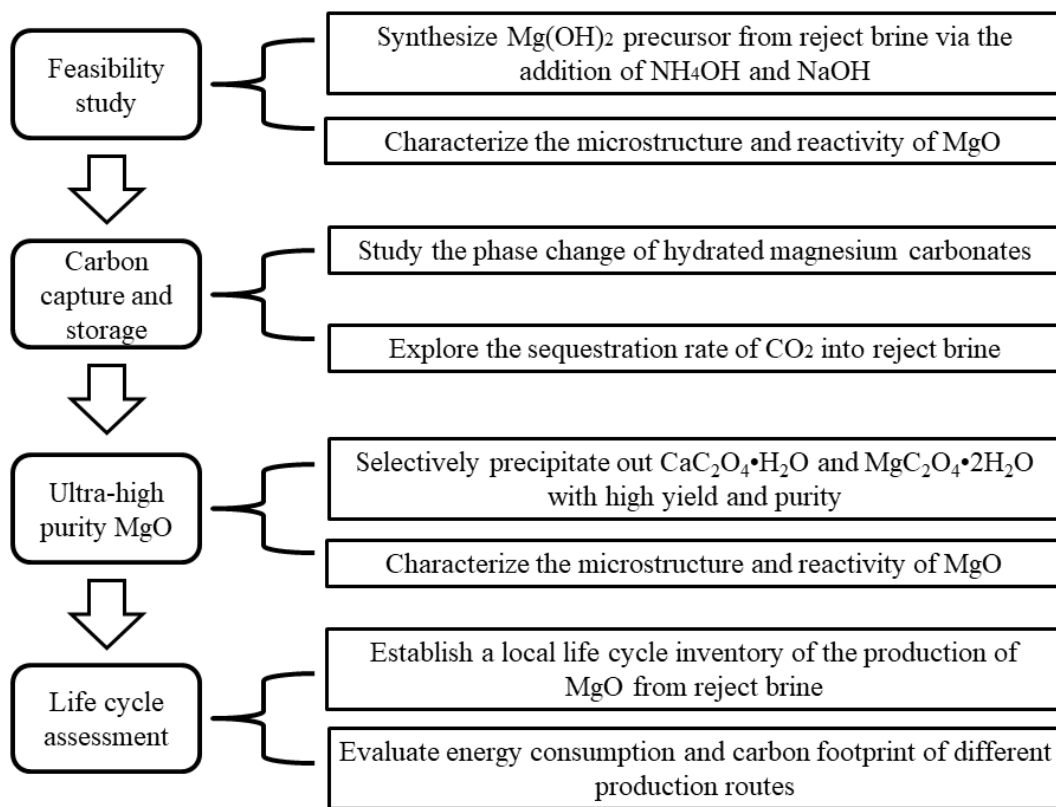 Feasibility
study
Synthesize Mg(OH)₂ precursor from reject brine via the
addition of NH₄OH and NaOH
Characterize the microstructure and reactivity of MgO
Carbon
capture and
storage
Study the phase change of hydrated magnesium carbonates
Explore the sequestration rate of CO₂ into reject brine
Ultra-high
purity MgO
Selectively precipitate out CaC₂O₄•H₂O and MgC₂O₄•2H₂O
with high yield and purity
Characterize the microstructure and reactivity of MgO
Life cycle
assessment
Establish a local life cycle inventory of the production of
MgO from reject brine
Evaluate energy consumption and carbon footprint of different
production routes